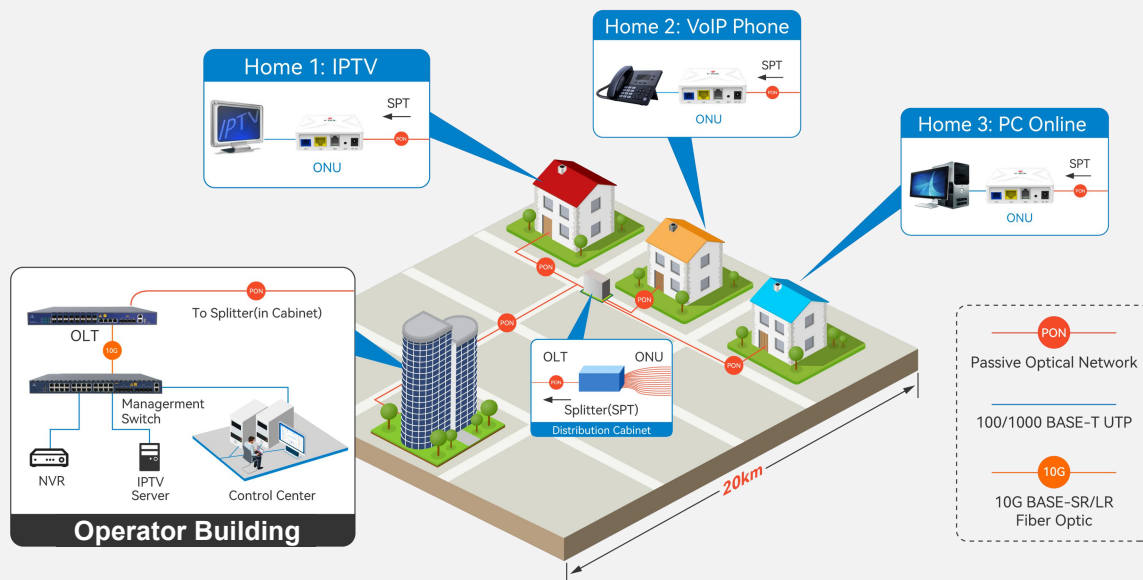 Home 1: IPTV
IPTV
SPT
PON
ONU
Home 2: VoIP Phone
SPT
PON
ONU
Home 3: PC Online
SPT
PON
ONU
PON
To Splitter(in Cabinet)
OLT
10G
Managerment
Switch
NVR
IPTV
Server
Control Center
Operator Building
PON
PON
PON
PON
OLT
ONU
PON
Splitter(SPT)
Distribution Cabinet
20km
PON
Passive Optical Network
100/1000 BASE-T UTP
10G
10G BASE-SR/LR
Fiber Optic